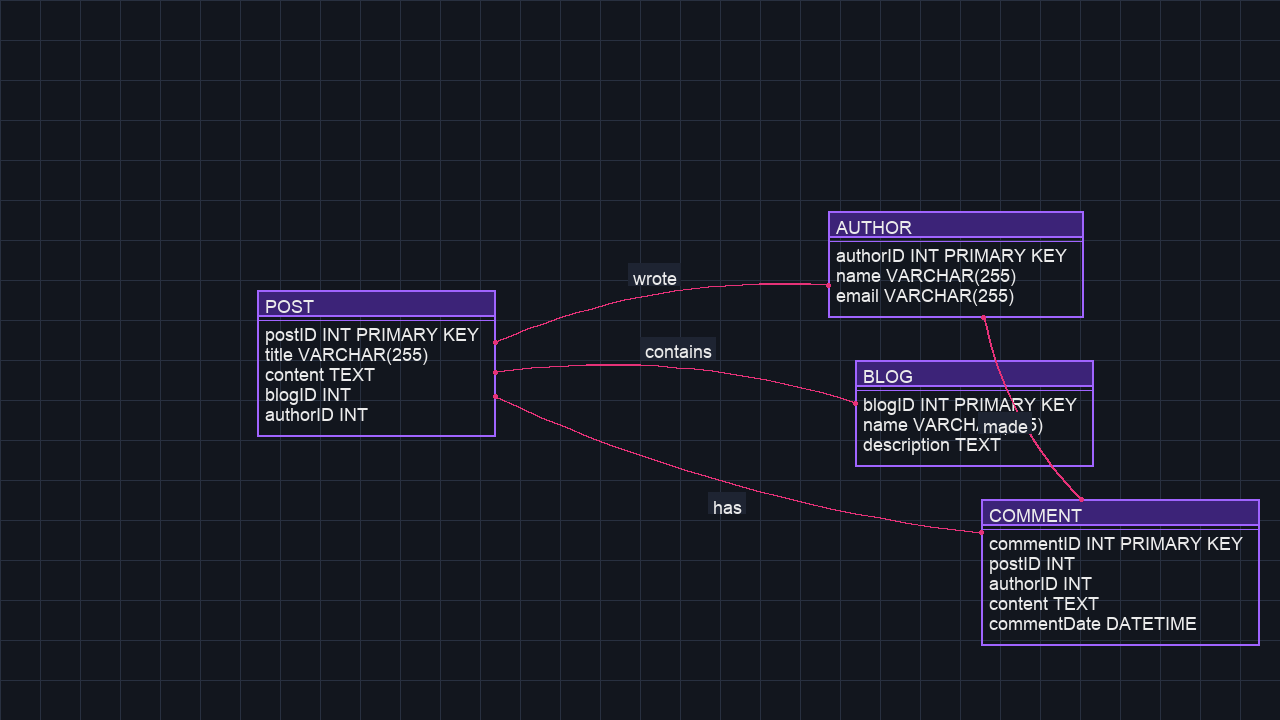 AUTHOR
authorID INT PRIMARY KEY
name VARCHAR(255)
email VARCHAR(255)
wrote
POST
postID INT PRIMARY KEY
title VARCHAR(255)
content TEXT
blogID INT
authorID INT
contains
BLOG
blogID INT PRIMARY KEY
name VARCH 5)
made
description TEXT
has
COMMENT
commentID INT PRIMARY KEY
postID INT
authorID INT
content TEXT
commentDate DATETIME